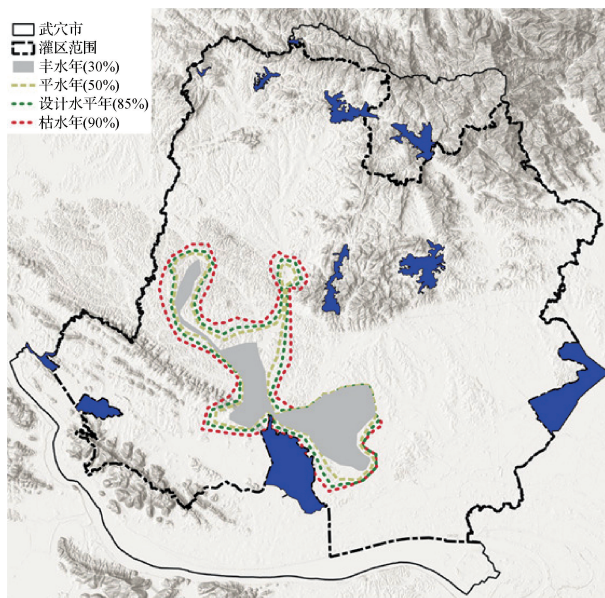 武穴市
灌区范围
丰水年(30%)
平水年(50%)
设计水平年(85%)
枯水年(90%)